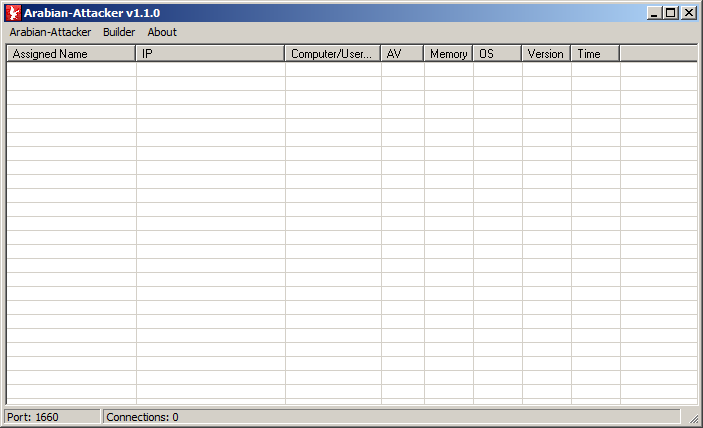 Arabian-Attacker v1.1.0
Arabian-Attacker Builder About
Assigned Name IP Computer/User... AV Memory OS Version Time
Port: 1660 Connections: 0